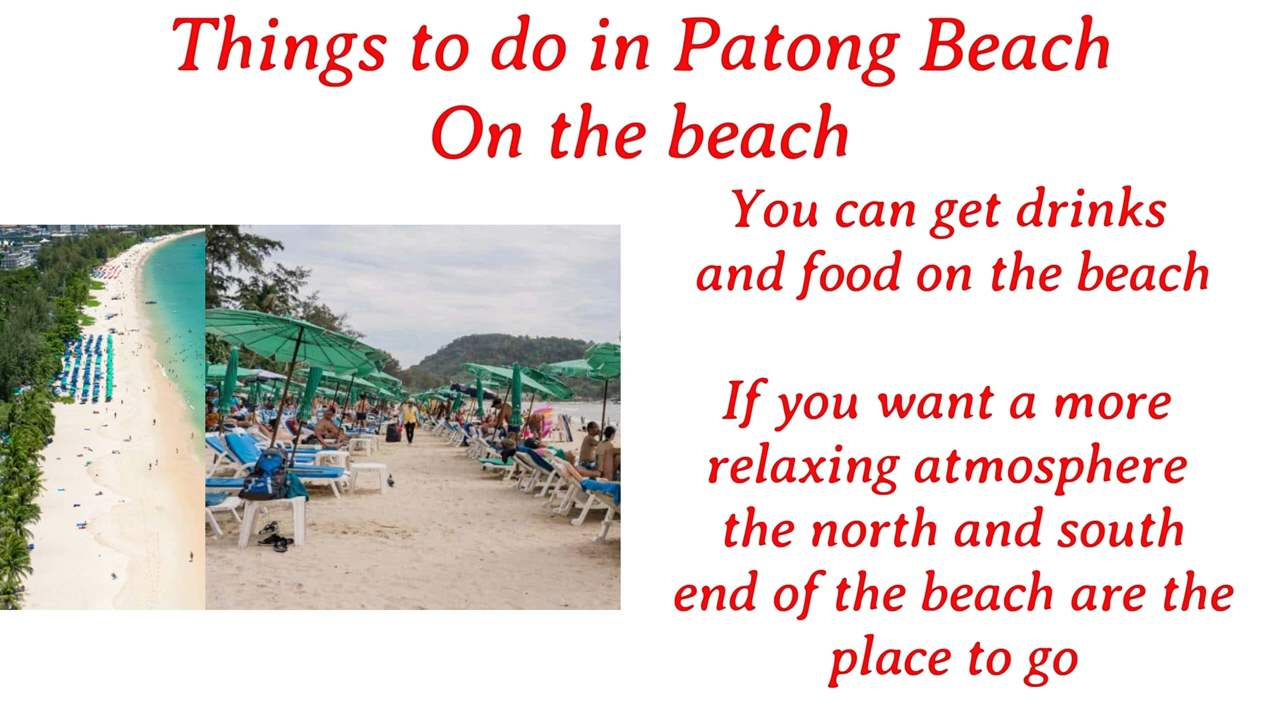 Things to do in Patong Beach
On the beach
You can get drinks
and food on the beach
If you want a more
relaxing atmosphere
the north and south
end of the beach are the
place to go